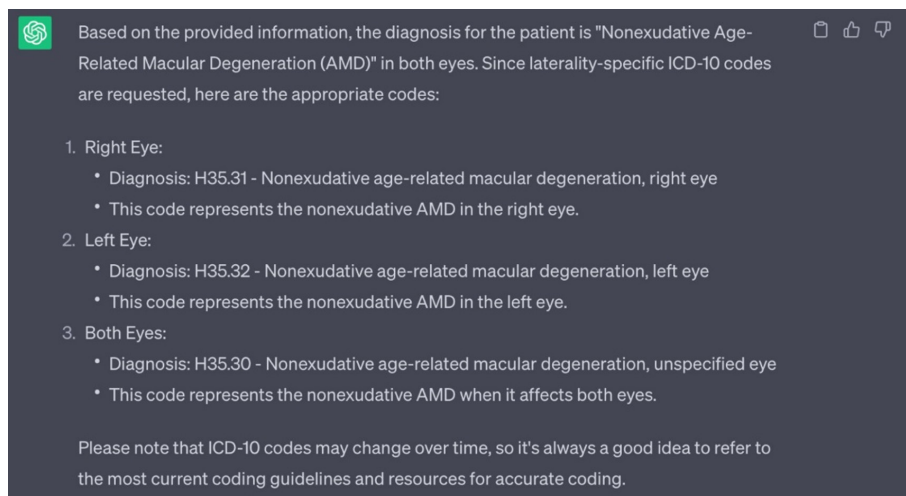 Based on the provided information, the diagnosis for the patient is "Nonexudative Age-
Related Macular Degeneration (AMD)" in both eyes. Since laterality-specific ICD-10 codes
are requested, here are the appropriate codes:
1. Right Eye:
• Diagnosis: H35.31 - Nonexudative age-related macular degeneration, right eye
• This code represents the nonexudative AMD in the right eye.
2. Left Eye:
• Diagnosis: H35.32 - Nonexudative age-related macular degeneration, left eye
• This code represents the nonexudative AMD in the left eye.
3. Both Eyes:
• Diagnosis: H35.30 - Nonexudative age-related macular degeneration, unspecified eye
• This code represents the nonexudative AMD when it affects both eyes.
Please note that ICD-10 codes may change over time, so it's always a good idea to refer to
the most current coding guidelines and resources for accurate coding.